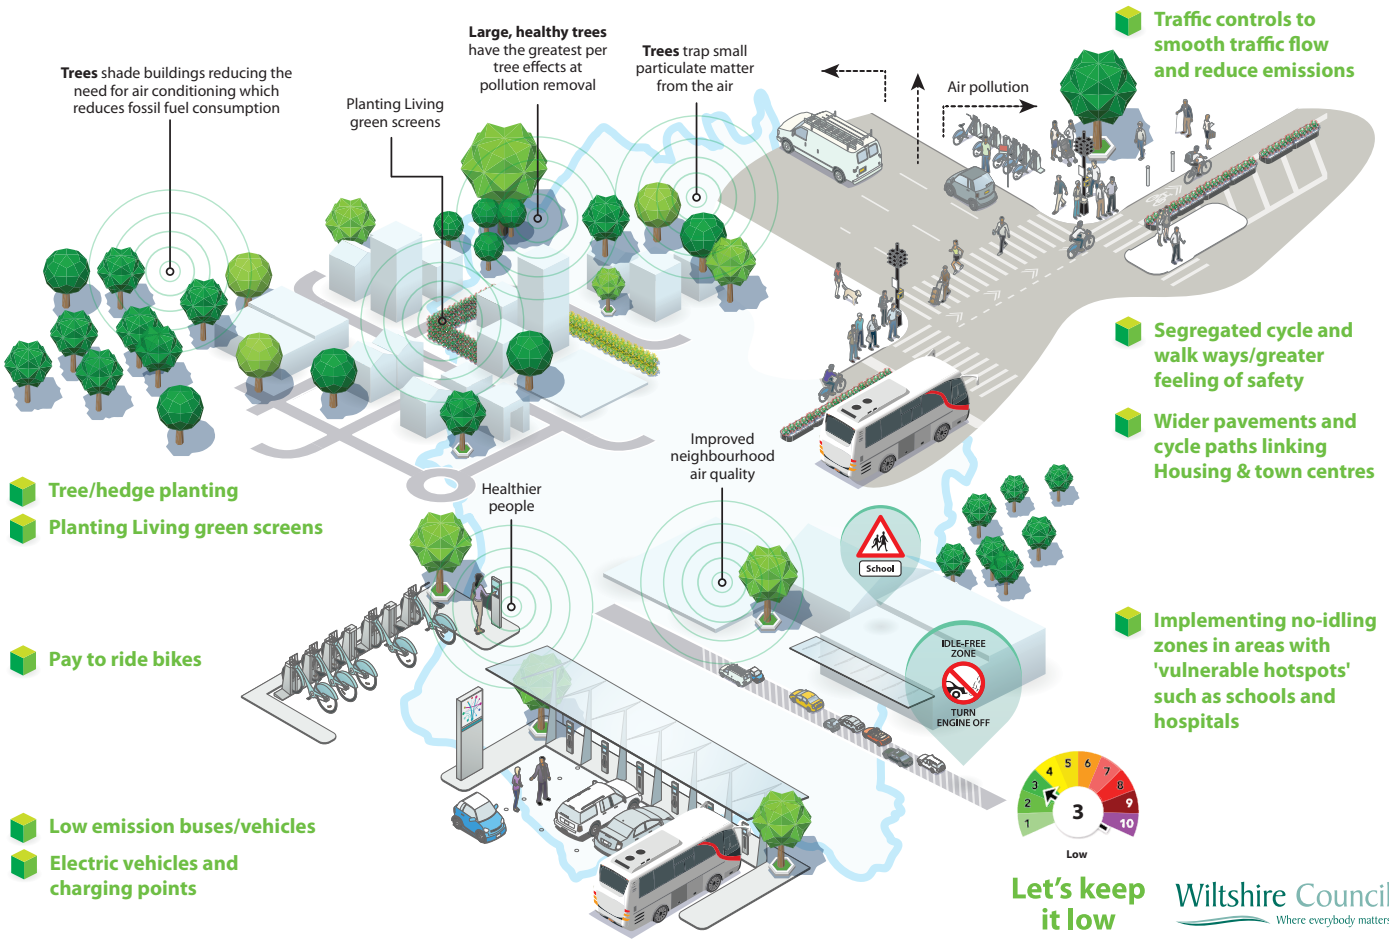 Trees shade buildings reducing the
need for air conditioning which
reduces fossil fuel consumption
Planting Living
green screens
Large, healthy trees
have the greatest per
tree effects at
pollution removal
Trees trap small
particulate matter
from the air
Air pollution
Traffic controls to
smooth traffic flow
and reduce emissions
Segregated cycle and
walk ways/greater
feeling of safety
Wider pavements and
cycle paths linking
Housing & town centres
Tree/hedge planting
Planting Living green screens
Healthier
people
Improved
neighbourhood
air quality
School
Pay to ride bikes
IDLE-FREE
ZONE
TURN
ENGINE OFF
Implementing no-idling
zones in areas with
'vulnerable hotspots'
such as schools and
hospitals
Low emission buses/vehicles
Electric vehicles and
charging points
1
2
3
4
5
6
7
8
9
10
3
Low
Let's keep
it low
Wiltshire Council
Where everybody matters